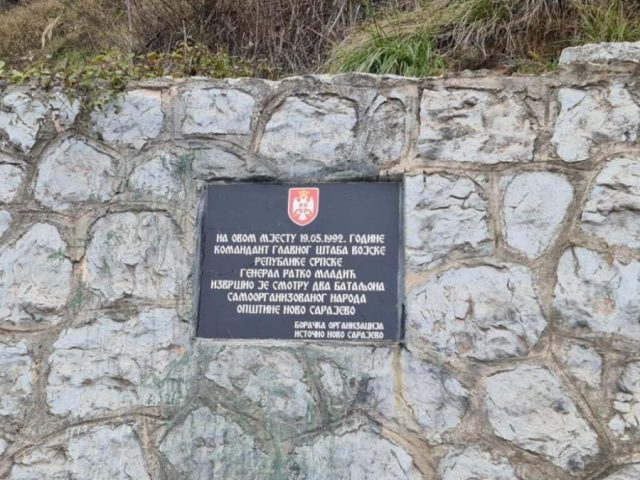 НА ОВОМ МЈЕСТУ 19.05.1992. ГОДИНЕ
КОМАНДАНТ ГЛАВНОГ ШТАБА ВОЈСКЕ
РЕПУБЛИКЕ СРПСКЕ
ГЕНЕРАЛ РАТКО МЛАДИЋ
ИЗВРШИО ЈЕ СМОТРУ ДВА БАТАЉОНА
САМООРГАНИЗОВАНОГ НАРОДА
ОПШТИНЕ НОВО САРАЈЕВО
БОРАЧКА ОРГАНИЗАЦИЈА
ИСТОЧНО НОВО САРАЈЕВО